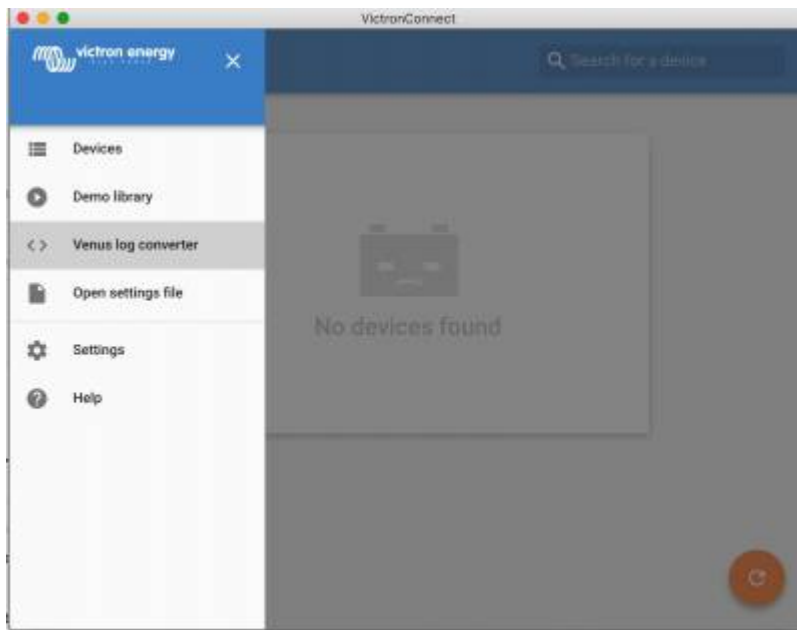 VictronConnect
victron energy
Search for a device
Devices
Demo library
Venus log converter
Open settings file
No devices found
Settings
Help